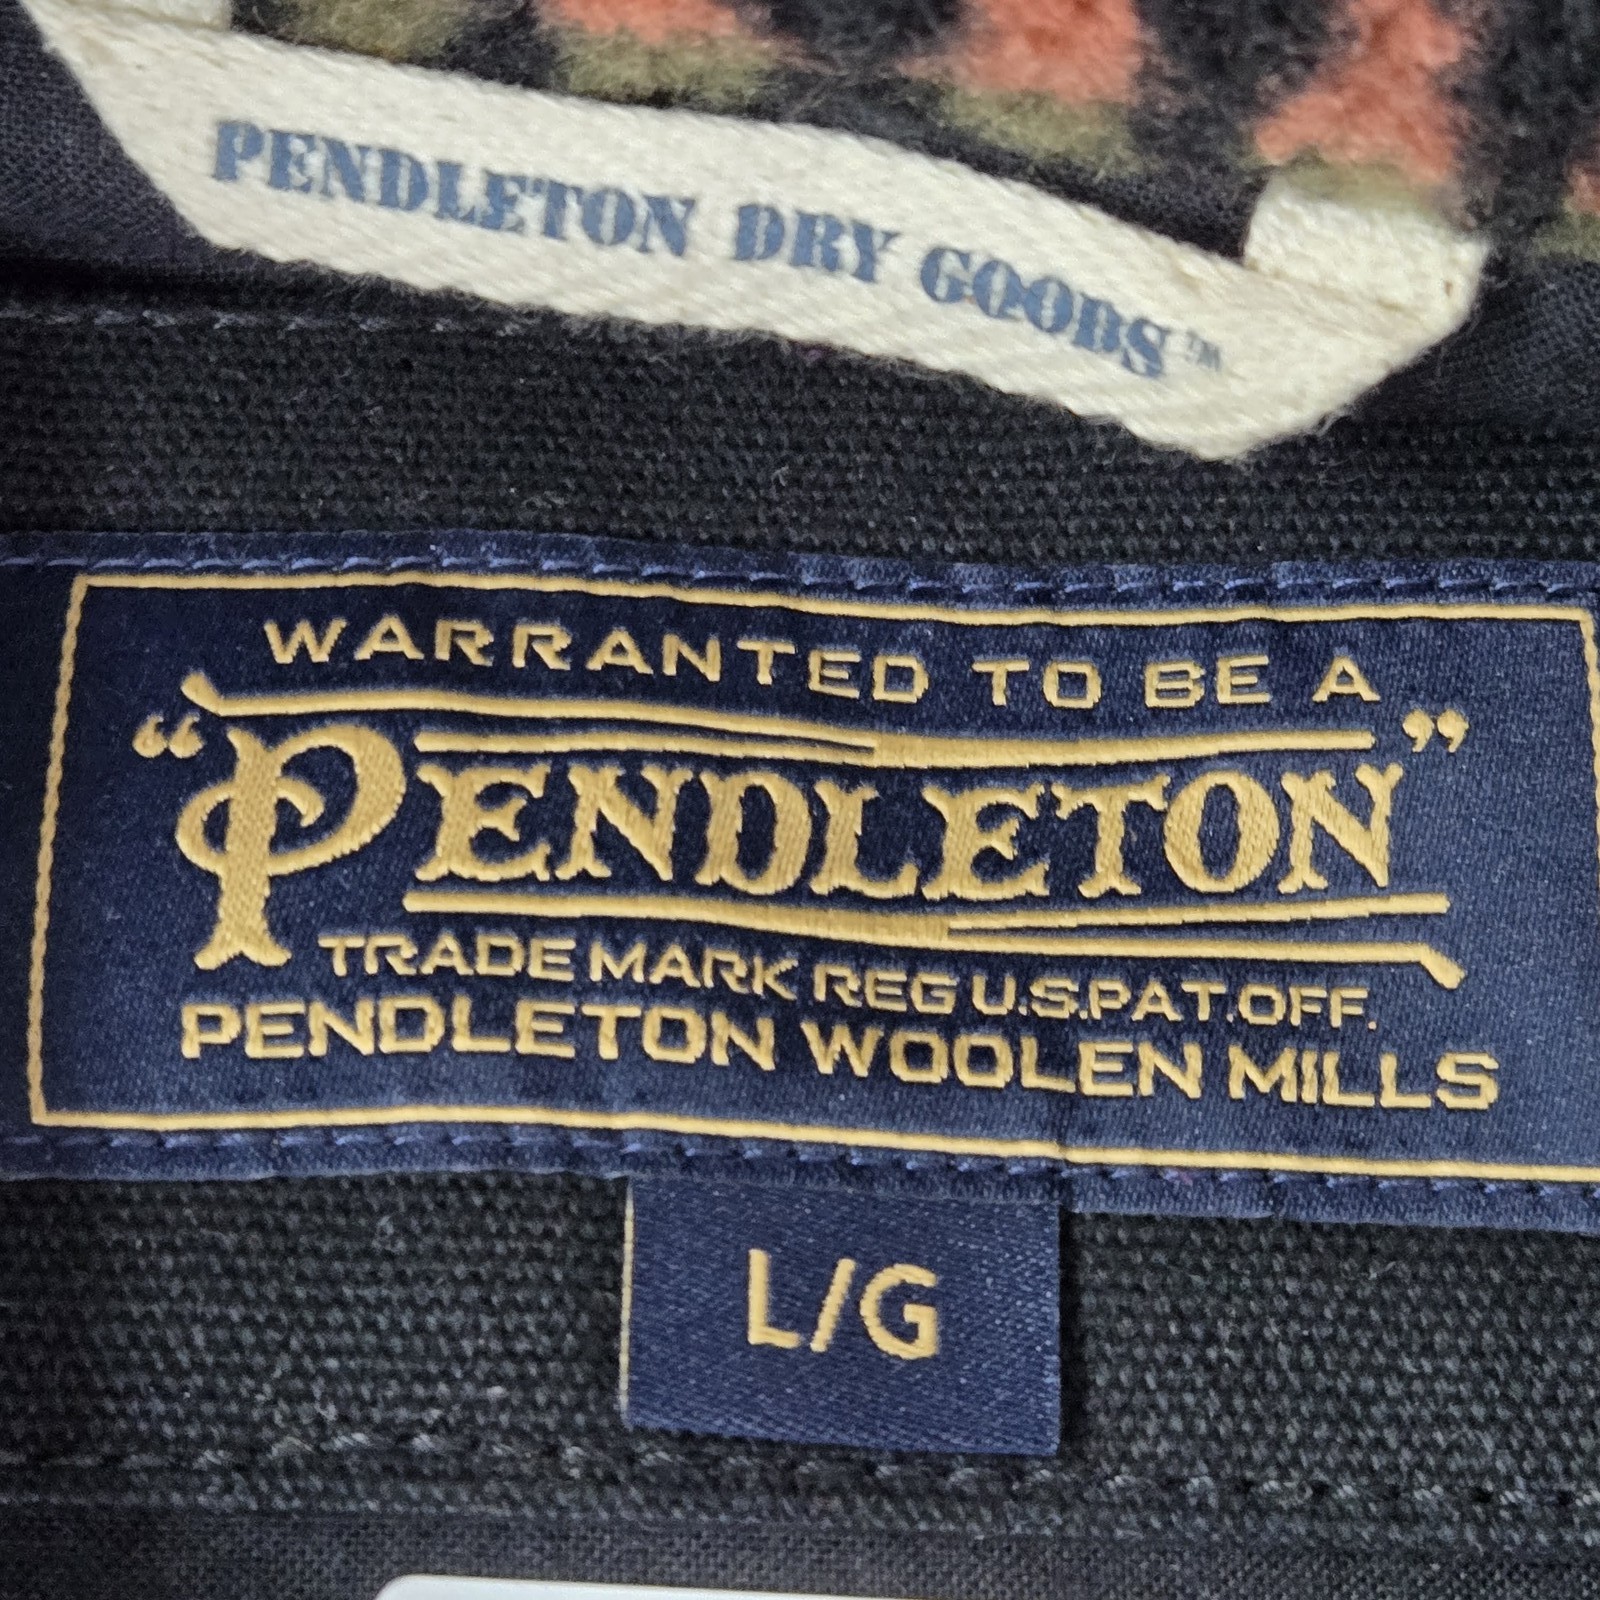 PENDLETON DRY GOODS™
WARRANTED TO BE A
“PENDLETON”
TRADE MARK REG U.S.PAT.OFF.
PENDLETON WOOLEN MILLS
L/G